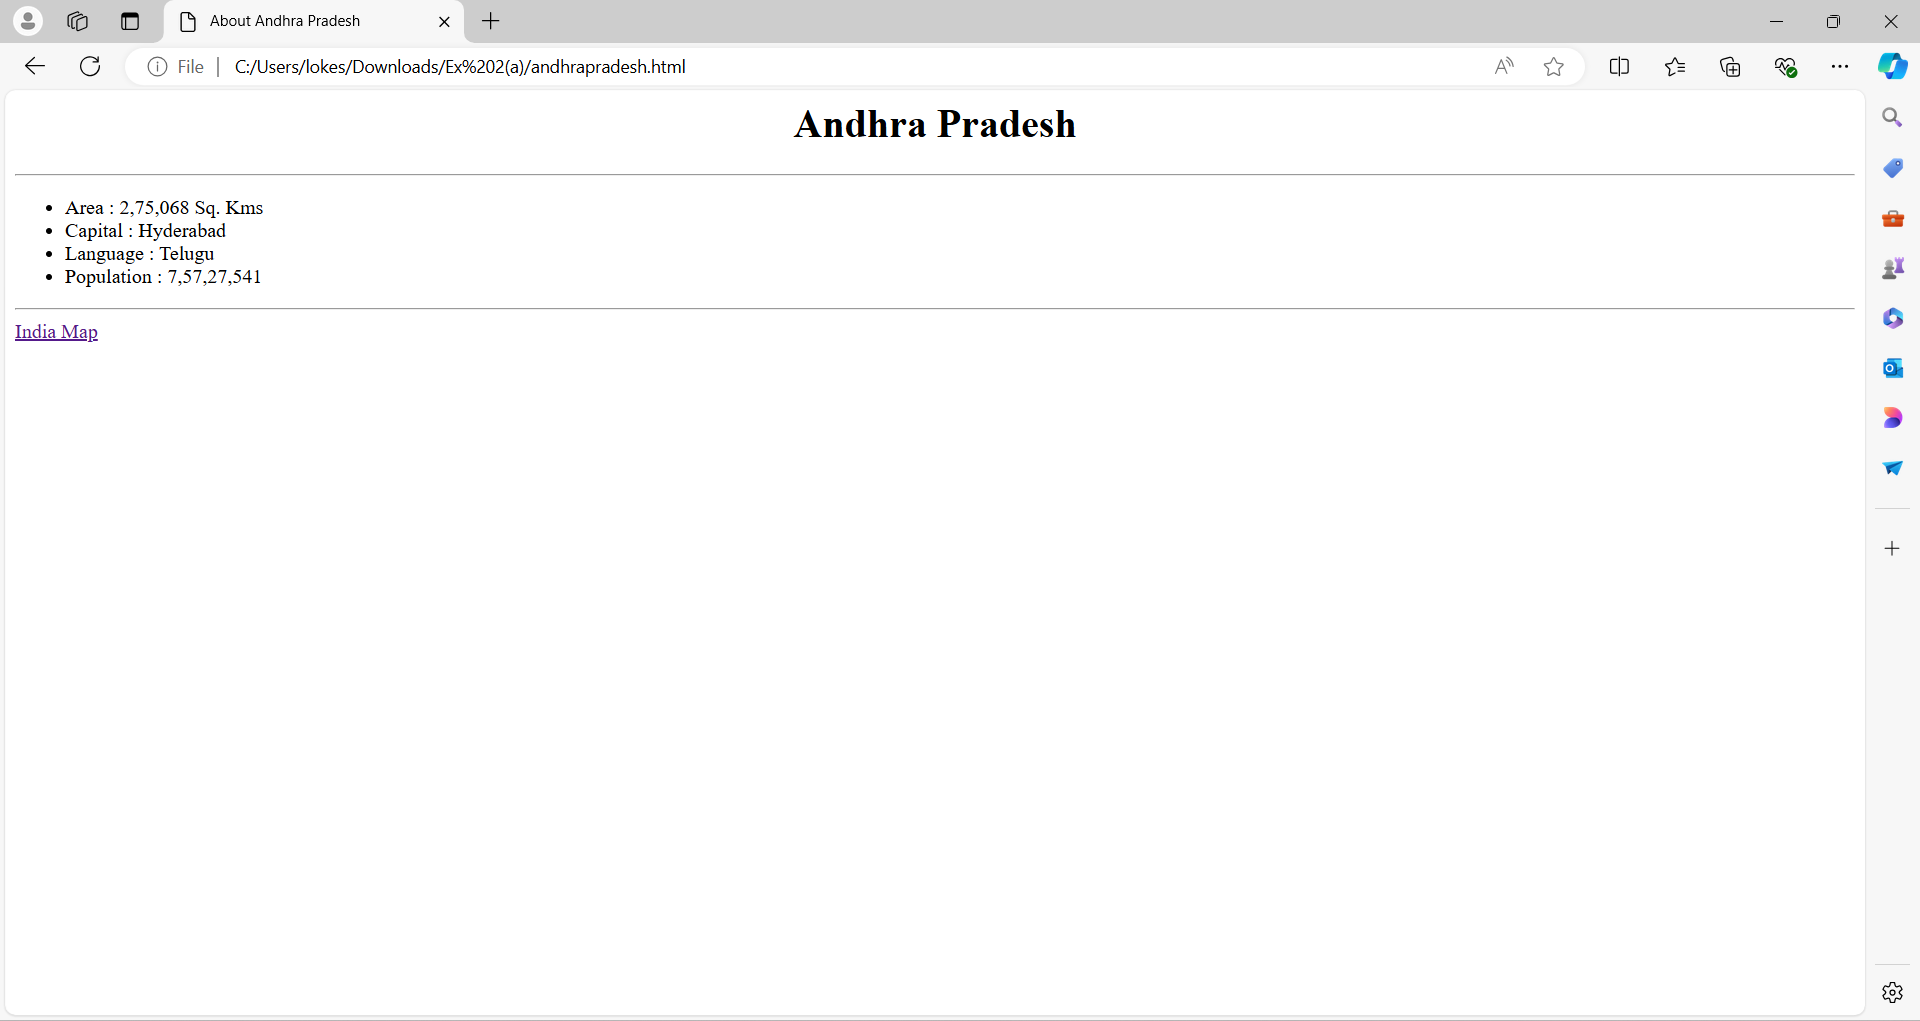 About Andhra Pradesh
File
C:/Users/lokes/Downloads/Ex%202(a)/andhrapradesh.html
Andhra Pradesh
Area : 2,75,068 Sq. Kms
Capital : Hyderabad
Language : Telugu
Population : 7,57,27,541
India Map